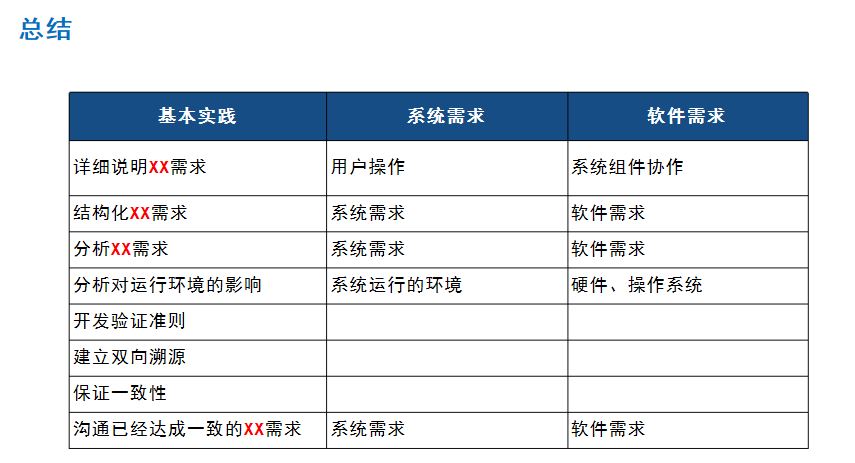 总结
基本实践 系统需求 软件需求
详细说明XX需求 用户操作 系统组件协作
结构化XX需求 系统需求 软件需求
分析XX需求 系统需求 软件需求
分析对运行环境的影响 系统运行的环境 硬件、操作系统
开发验证准则
建立双向溯源
保证一致性
沟通已经达成一致的XX需求 系统需求 软件需求